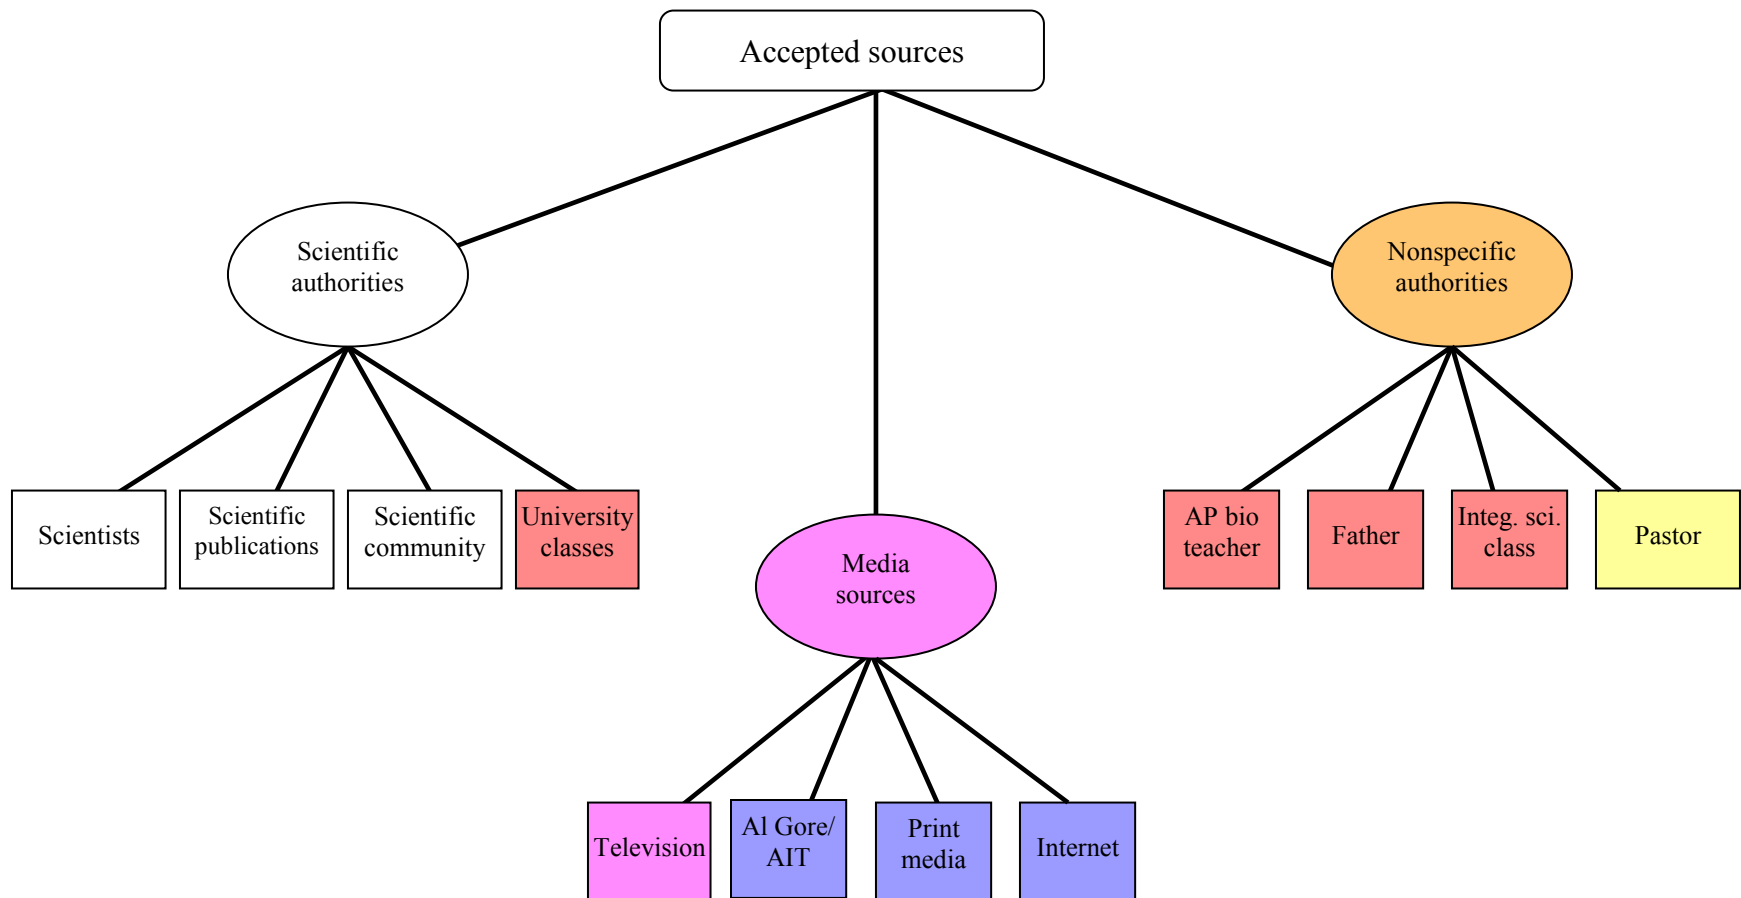 Accepted sources
Scientific
authorities
Nonspecific
authorities
Scientists
Scientific
publications
Scientific
community
University
classes
AP bio
teacher
Father
Integ. sci.
class
Pastor
Media
sources
Television
Al Gore/
AIT
Print
media
Internet